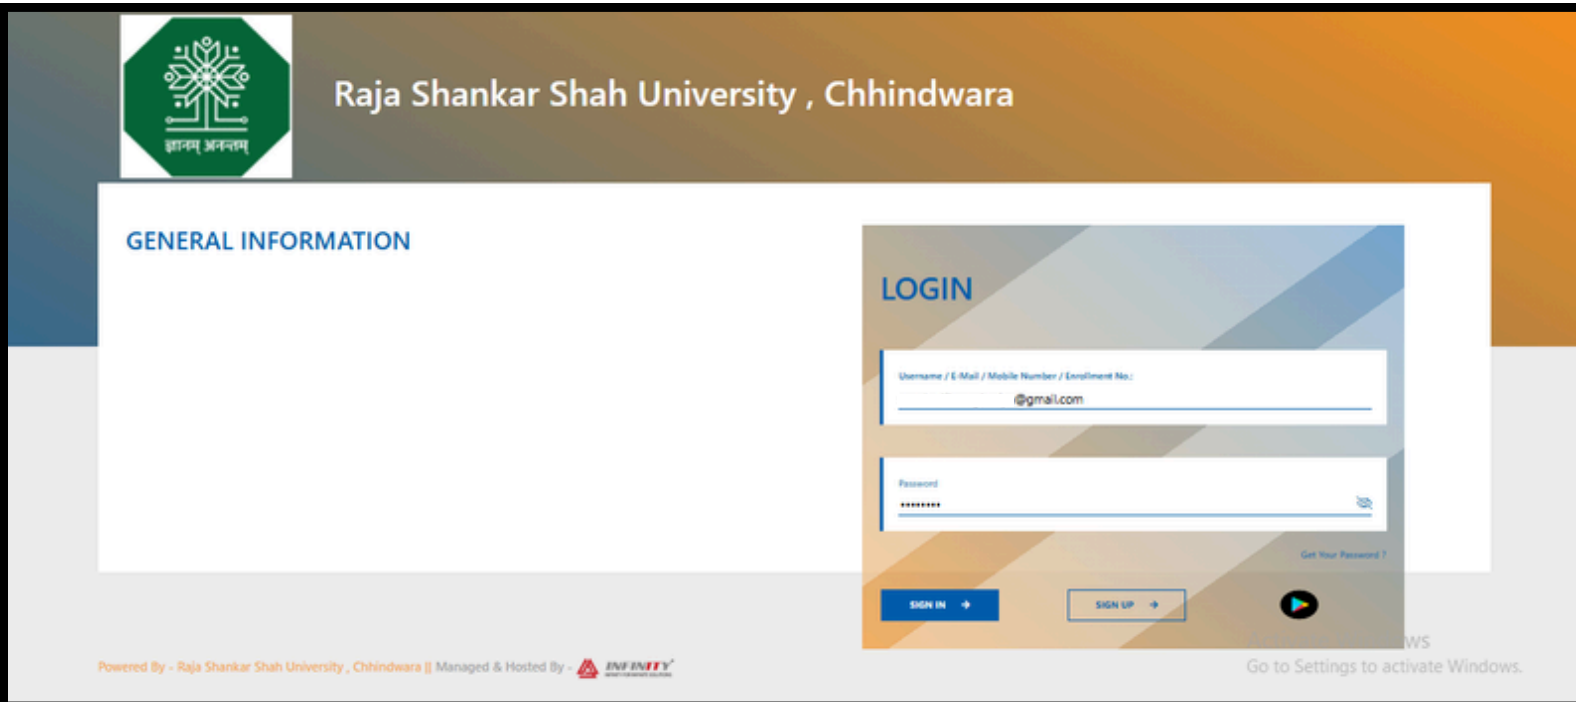 ज्ञानम् अनन्तम्
Raja Shankar Shah University , Chhindwara
GENERAL INFORMATION
LOGIN
Username / E-Mail / Mobile Number / Enrollment No.:
@gmail.com
Password
••••••••
Get Your Password ?
SIGN IN →
SIGN UP →
Powered By - Raja Shankar Shah University , Chhindwara || Managed & Hosted By - INFINITY
Go to Settings to activate Windows.